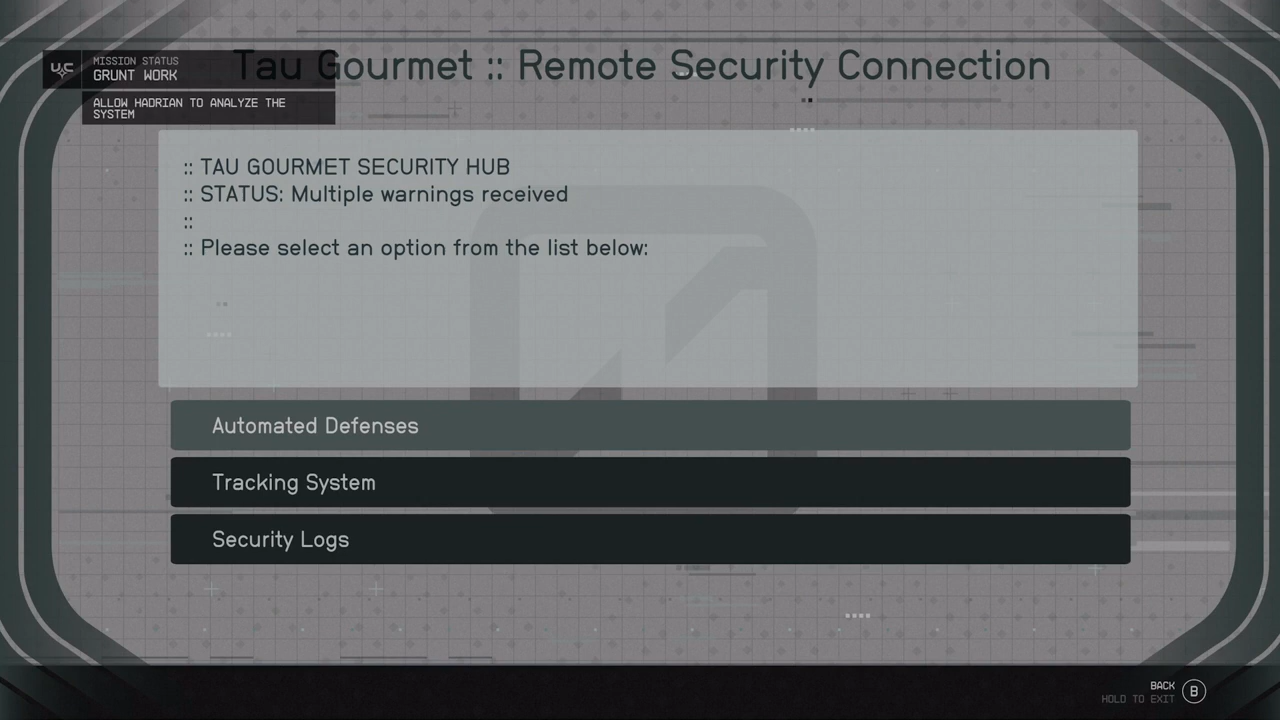 Tau Gourmet :: Remote Security Connection
UC
MISSION STATUS
GRUNT WORK
ALLOW HADRIAN TO ANALYZE THE
SYSTEM
:: TAU GOURMET SECURITY HUB
:: STATUS: Multiple warnings received
::
:: Please select an option from the list below:
Automated Defenses
Tracking System
Security Logs
BACK
HOLD TO EXIT
B